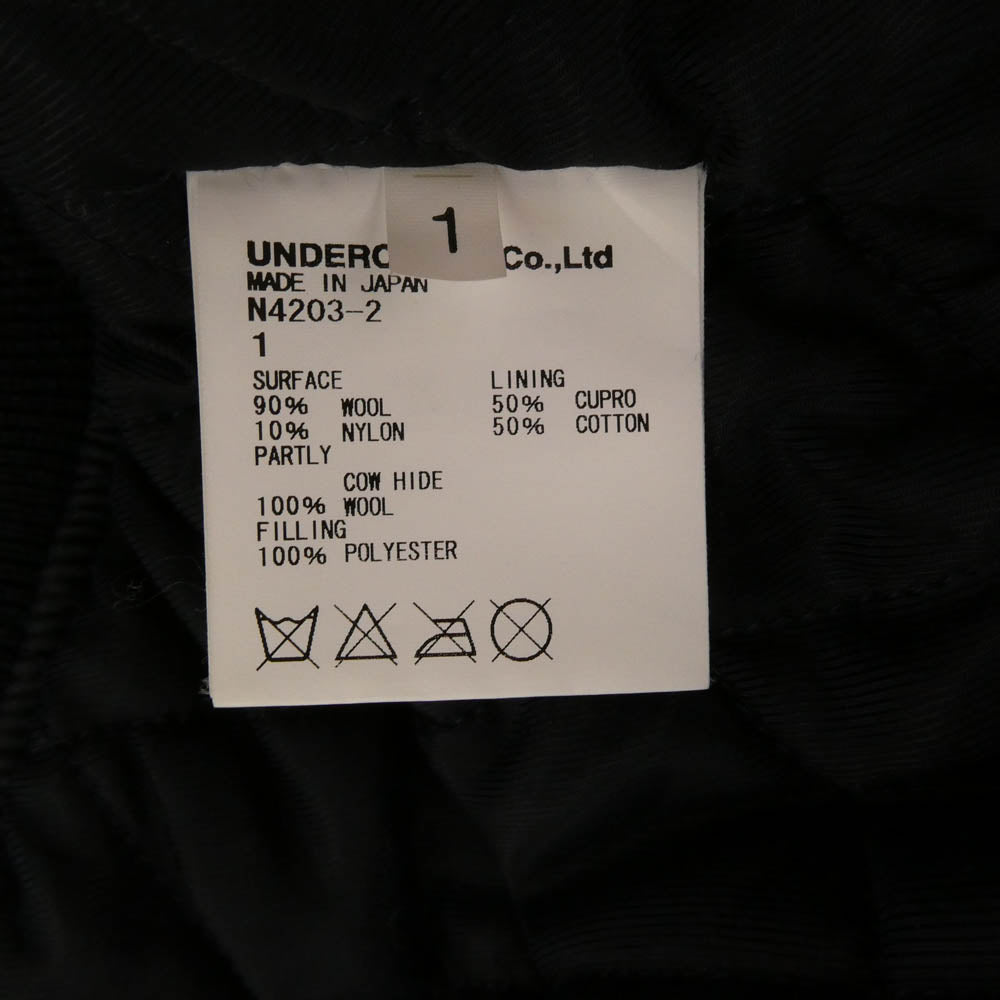 1
UNDERC Co.,Ltd
MADE IN JAPAN
N4203-2
1
SURFACE LINING
90% WOOL 50% CUPRO
10% NYLON 50% COTTON
PARTLY
COW HIDE
100% WOOL
FILLING
100% POLYESTER